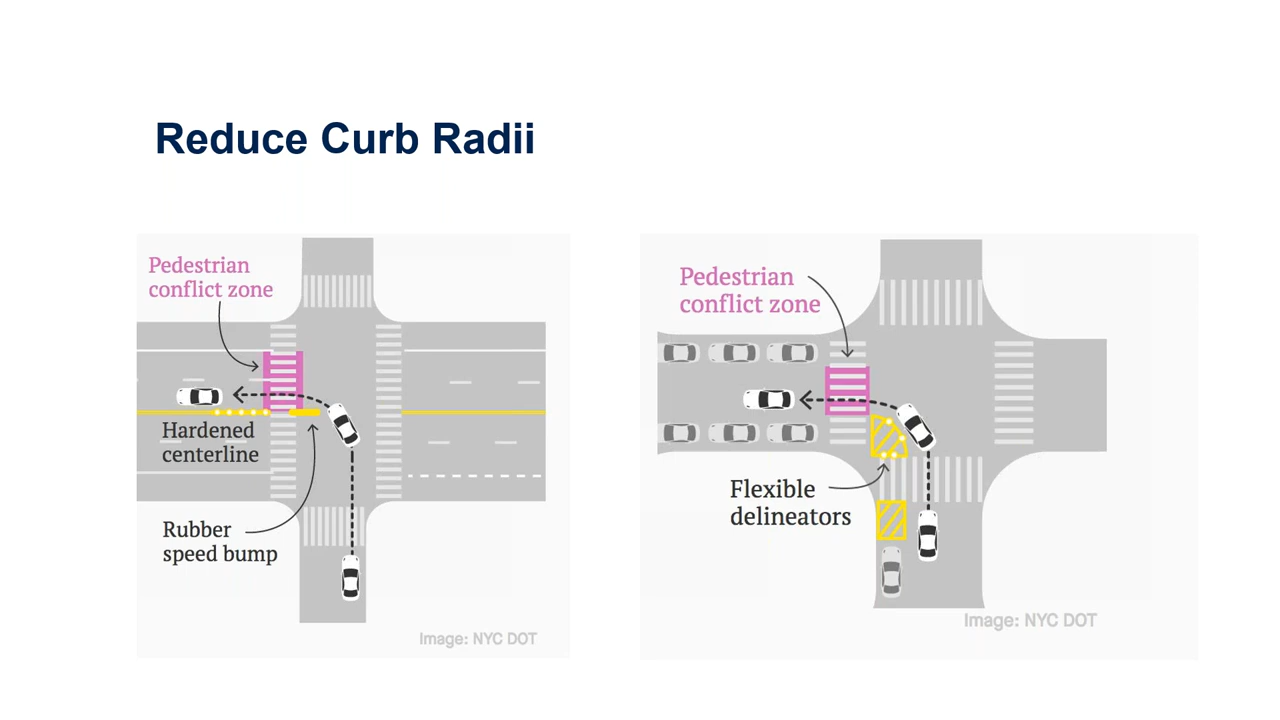 Reduce Curb Radii
Pedestrian
conflict zone
Hardened
centerline
Rubber
speed bump
Image: NYC DOT
Pedestrian
conflict zone
Flexible
delineators
Image: NYC DOT